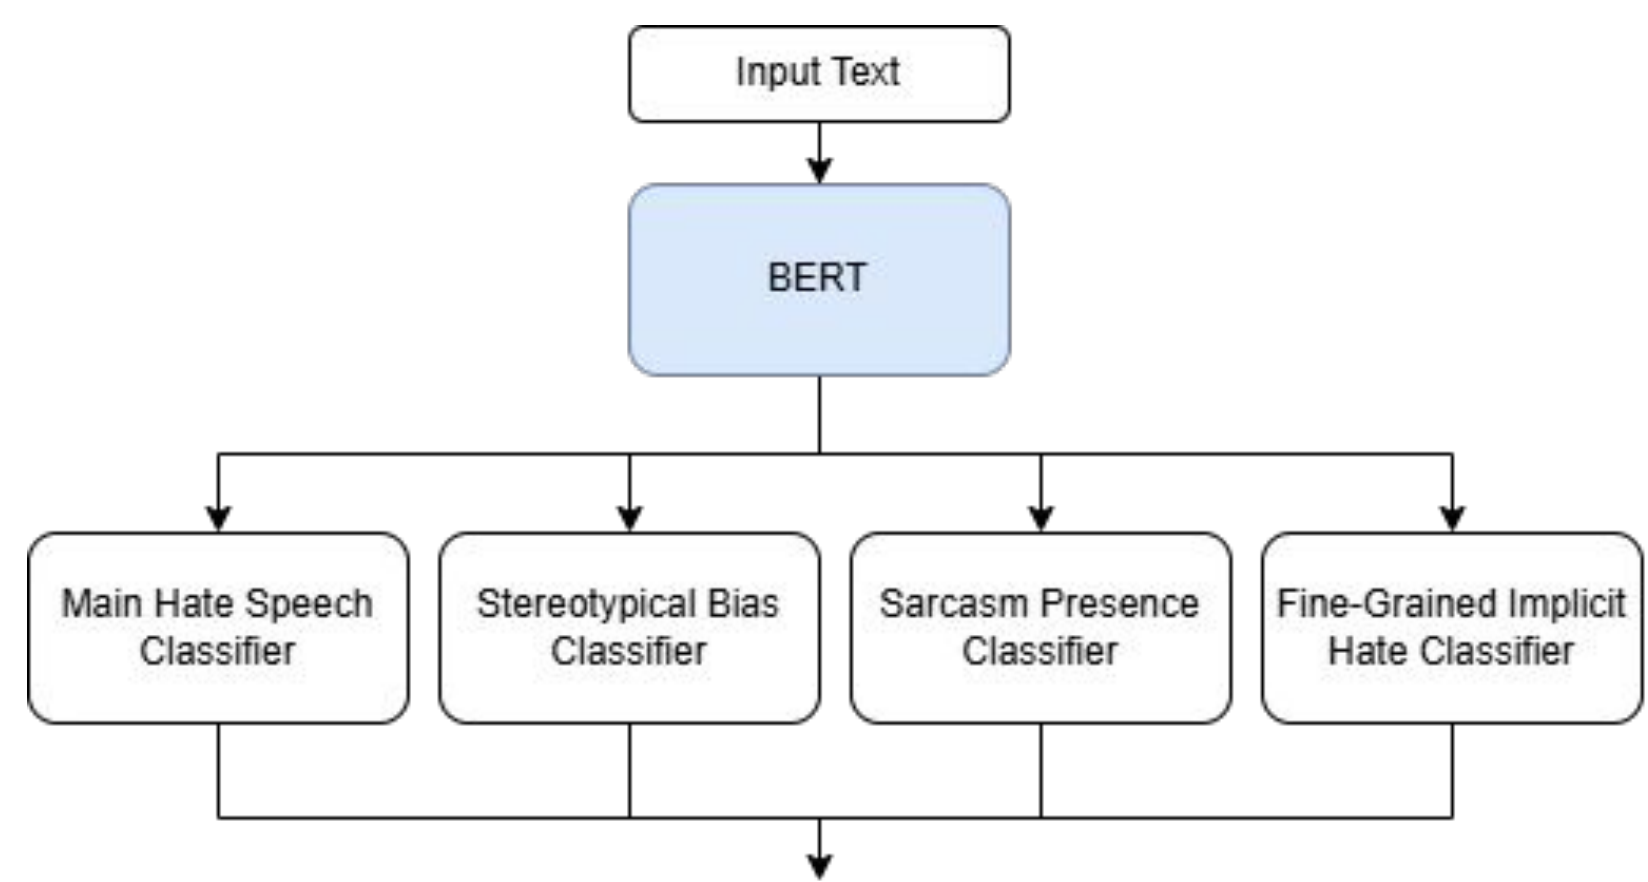 Input Text
BERT
Main Hate Speech
Classifier
Stereotypical Bias
Classifier
Sarcasm Presence
Classifier
Fine-Grained Implicit
Hate Classifier